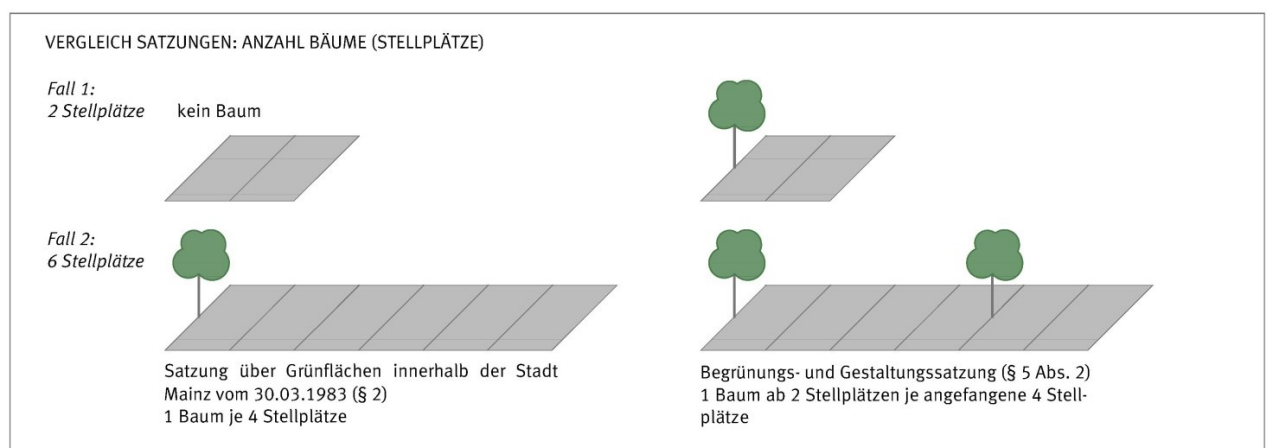 VERGLEICH SATZUNGEN: ANZAHL BÄUME (STELLPLÄTZE)
Fall 1:
2 Stellplätze kein Baum
Fall 2:
6 Stellplätze
Satzung über Grünflächen innerhalb der Stadt
Mainz vom 30.03.1983 (§ 2)
1 Baum je 4 Stellplätze
Begrünungs- und Gestaltungssatzung (§ 5 Abs. 2)
1 Baum ab 2 Stellplätzen je angefangene 4 Stell-
plätze